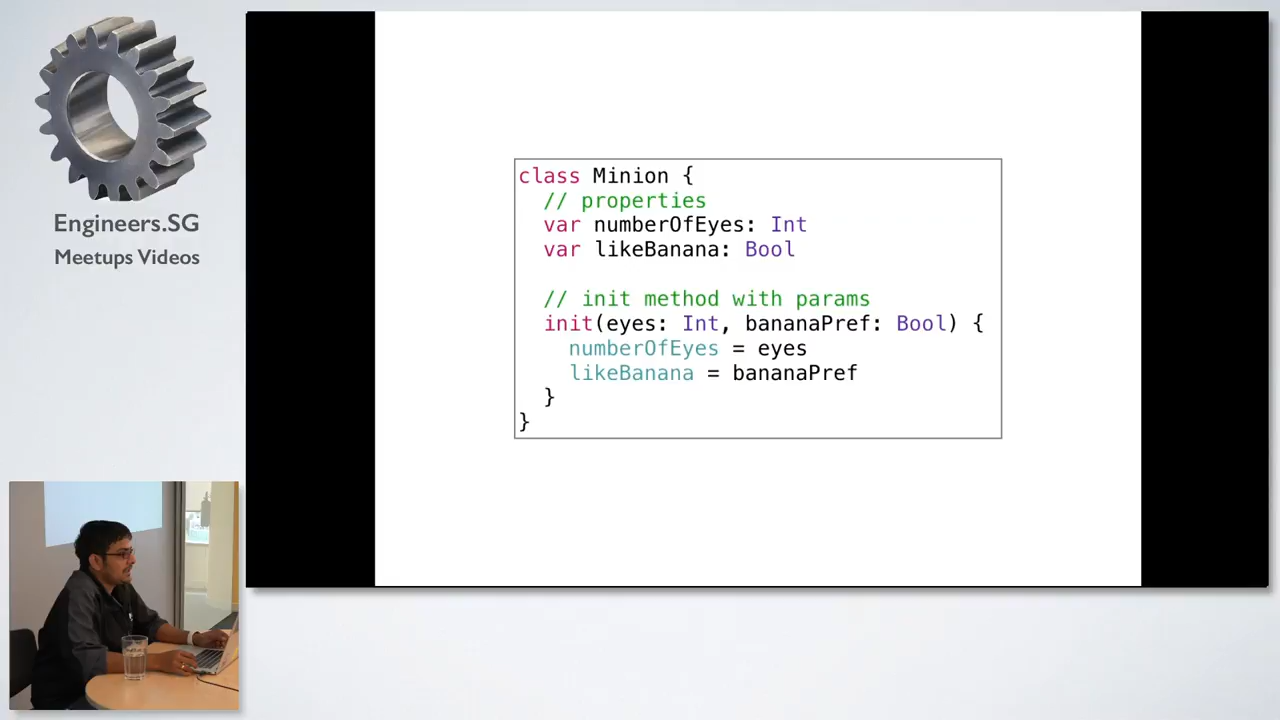 Engineers.SG
Meetups Videos
class Minion {
// properties
var numberOfEyes: Int
var likeBanana: Bool
// init method with params
init(eyes: Int, bananaPref: Bool) {
numberOfEyes = eyes
likeBanana = bananaPref
}
}